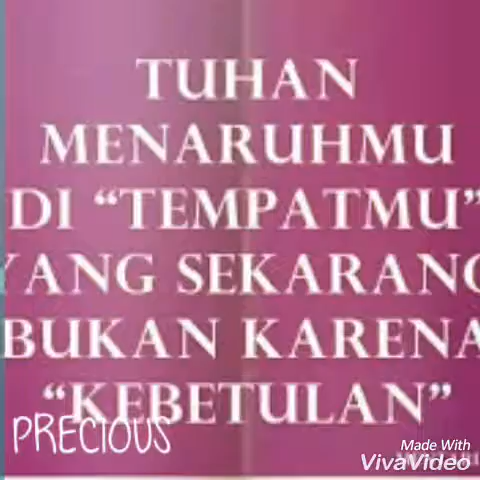 TUHAN
MENARUHMU
DI “TEMPATMU”
YANG SEKARANG
BUKAN KARENA
“KEBETULAN”
PRECIOUS
Made With
VivaVideo